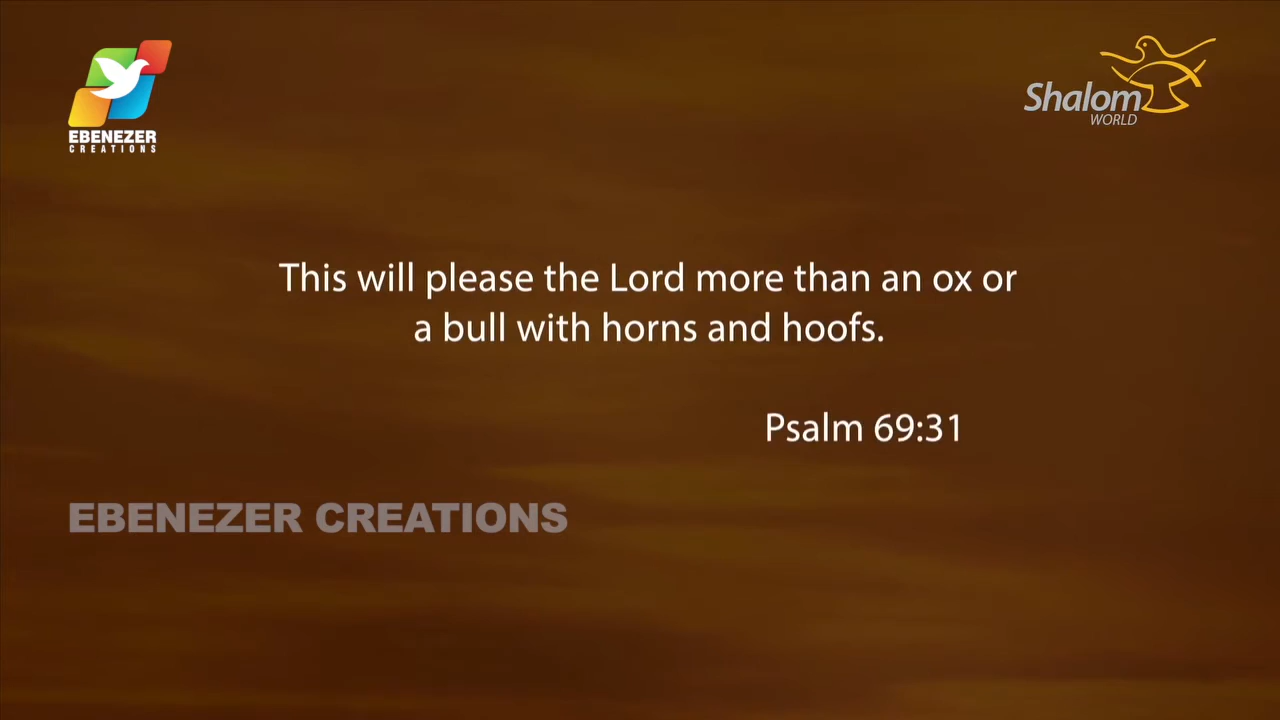 EBENEZER
CREATIONS
Shalom
WORLD
This will please the Lord more than an ox or
a bull with horns and hoofs.
Psalm 69:31
EBENEZER CREATIONS